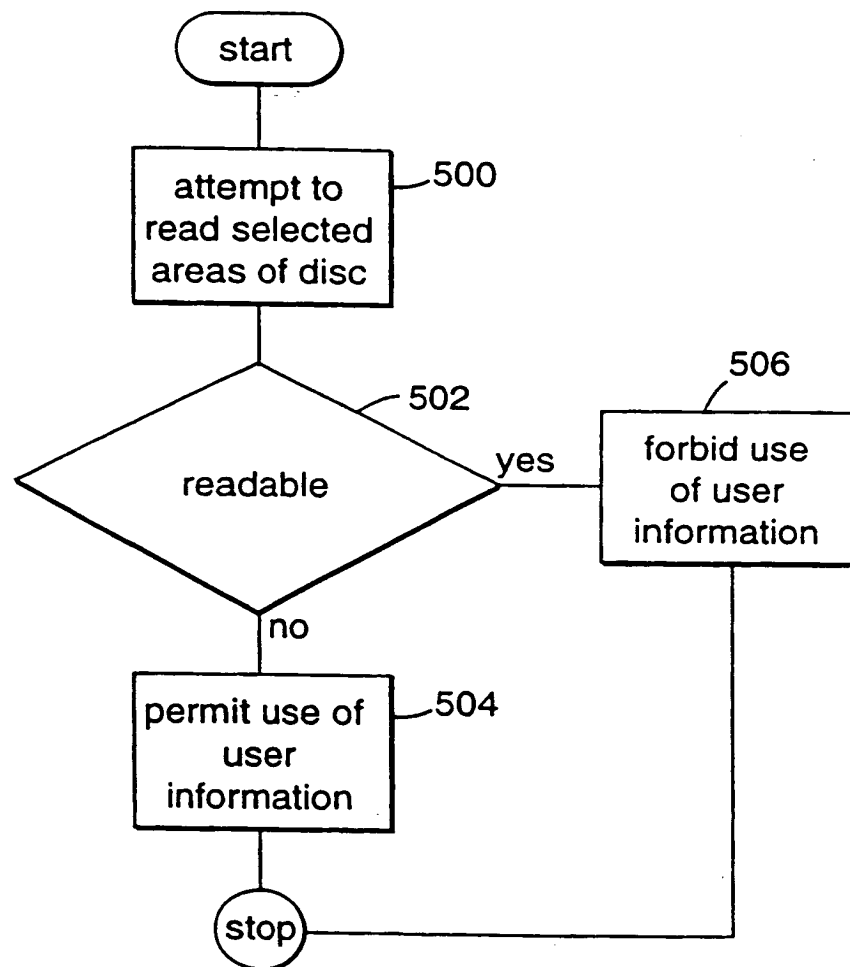 start
500
attempt to
read selected
areas of disc
502
readable
yes
506
forbid use
of user
information
no
504
permit use of
user
information
stop